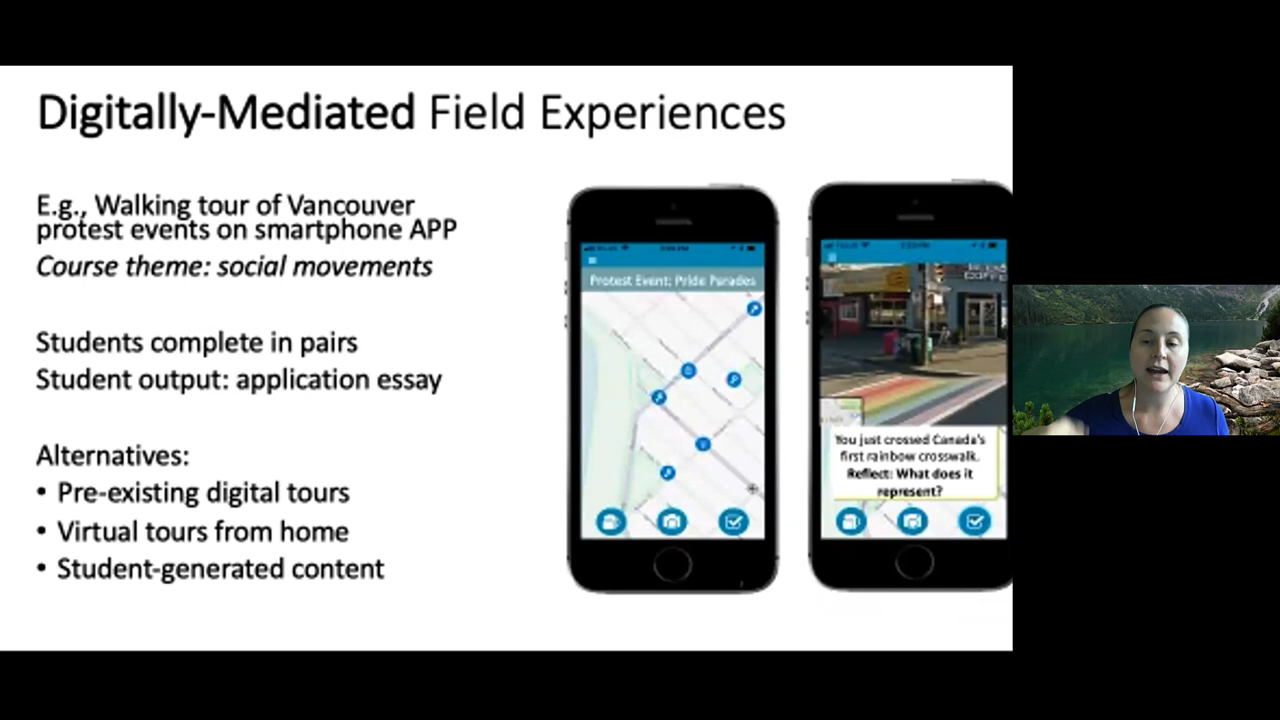 Digitally-Mediated Field Experiences
E.g., Walking tour of Vancouver
protest events on smartphone APP
Course theme: social movements
Students complete in pairs
Student output: application essay
Alternatives:
• Pre-existing digital tours
• Virtual tours from home
• Student-generated content
Protest Event: Pride Parades
You just crossed Canada's
first rainbow crosswalk.
Reflect: What does it
represent?